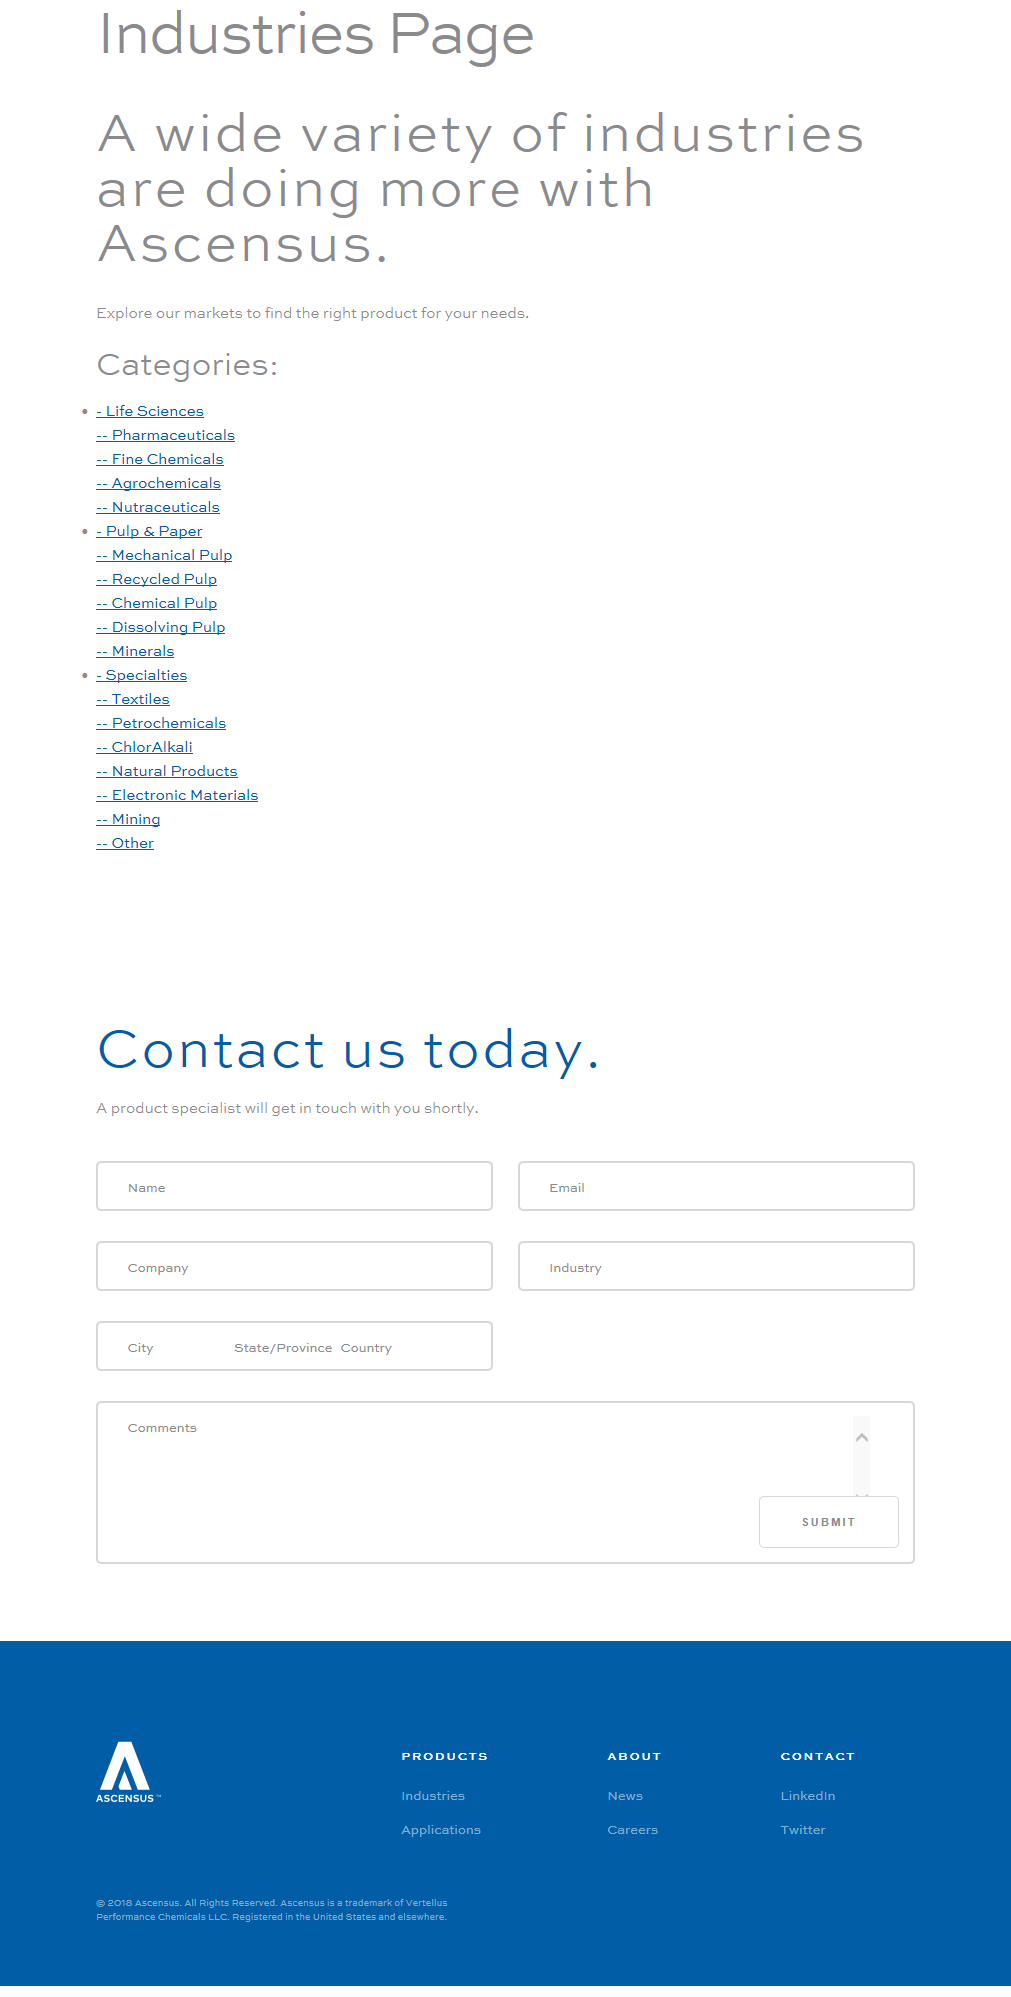 Industries Page
A wide variety of industries
are doing more with
Ascensus.
Explore our markets to find the right product for your needs.
Categories:
• - Life Sciences
-- Pharmaceuticals
-- Fine Chemicals
-- Agrochemicals
-- Nutraceuticals
• - Pulp & Paper
-- Mechanical Pulp
-- Recycled Pulp
-- Chemical Pulp
-- Dissolving Pulp
-- Minerals
• - Specialties
-- Textiles
-- Petrochemicals
-- ChlorAlkali
-- Natural Products
-- Electronic Materials
-- Mining
-- Other
Contact us today.
A product specialist will get in touch with you shortly.
Name Email
Company Industry
City State/Province Country
Comments
SUBMIT
ASCENSUS™
PRODUCTS ABOUT CONTACT
Industries News LinkedIn
Applications Careers Twitter
© 2018 Ascensus. All Rights Reserved. Ascensus is a trademark of Vertellus
Performance Chemicals LLC. Registered in the United States and elsewhere.